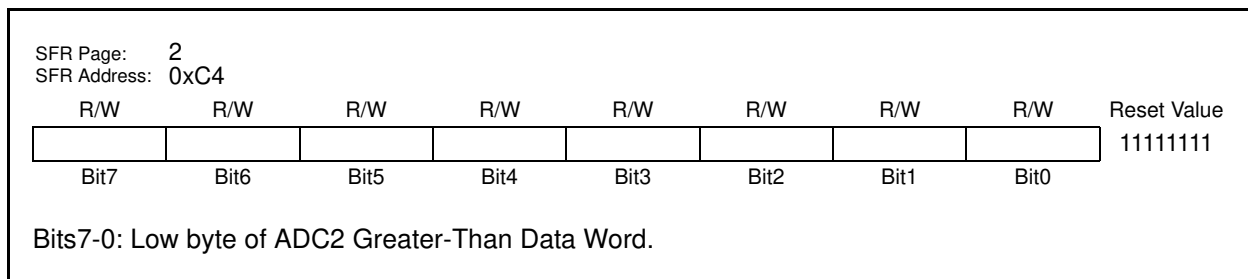 SFR Page: 2
SFR Address: 0xC4
R/W R/W R/W R/W R/W R/W R/W R/W Reset Value
11111111
Bit7 Bit6 Bit5 Bit4 Bit3 Bit2 Bit1 Bit0
Bits7-0: Low byte of ADC2 Greater-Than Data Word.